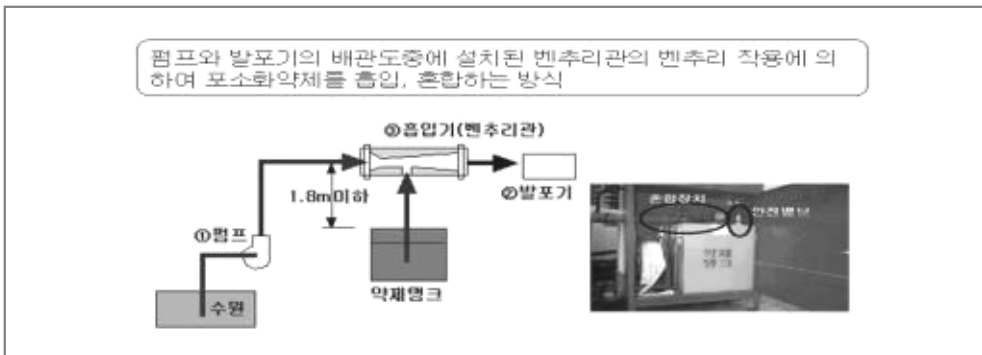 펌프와 발포기의 배관도중에 설치된 벤추리관의 벤추리 작용에 의
하여 포소화약제를 흡입, 혼합하는 방식
③흡입기(벤추리관)
1.8m이하
②발포기
①펌프
약제탱크
수원
혼합장치
안전밸브
약제
탱크